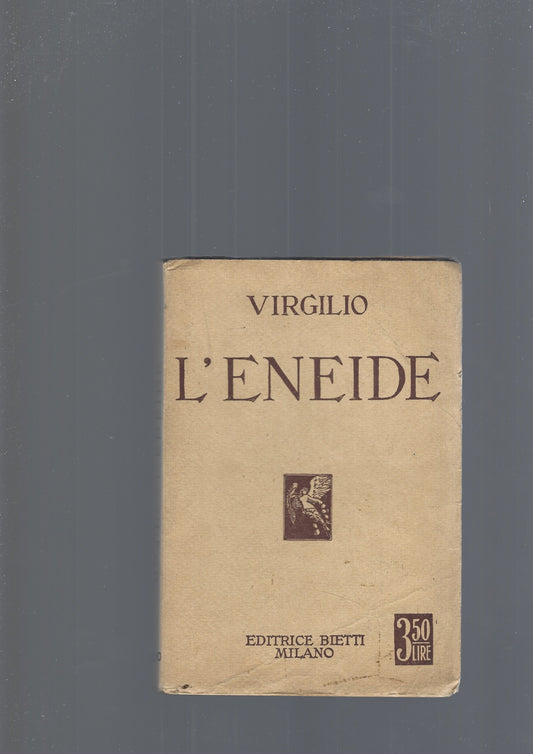 VIRGILIO
L'ENEIDE
EDITRICE BIETTI
MILANO
3 50
LIRE